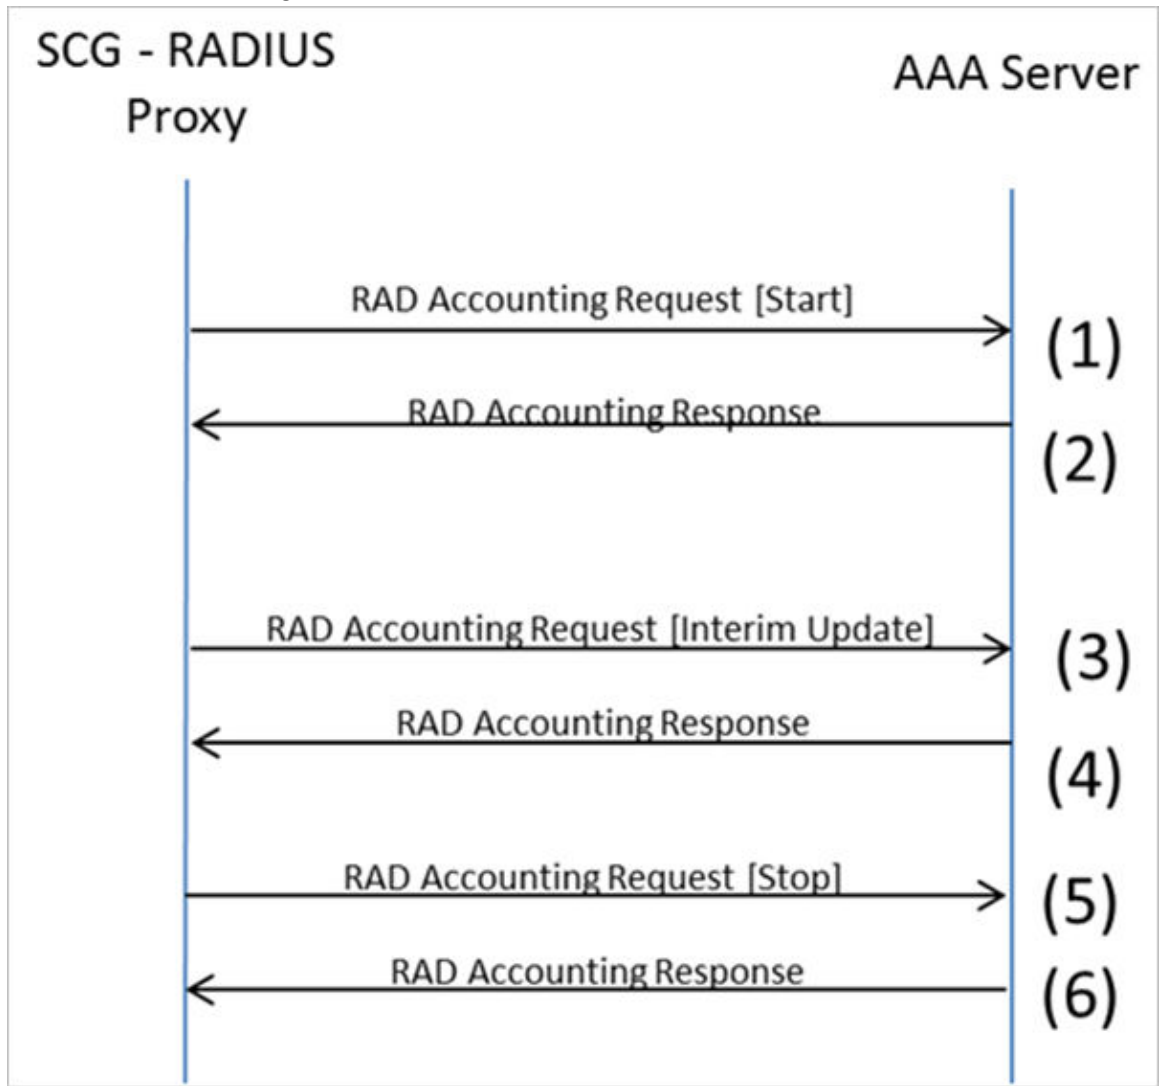 SCG - RADIUS
Proxy
AAA Server
RAD Accounting Request [Start]
(1)
RAD Accounting Response
(2)
RAD Accounting Request [Interim Update]
(3)
RAD Accounting Response
(4)
RAD Accounting Request [Stop]
(5)
RAD Accounting Response
(6)